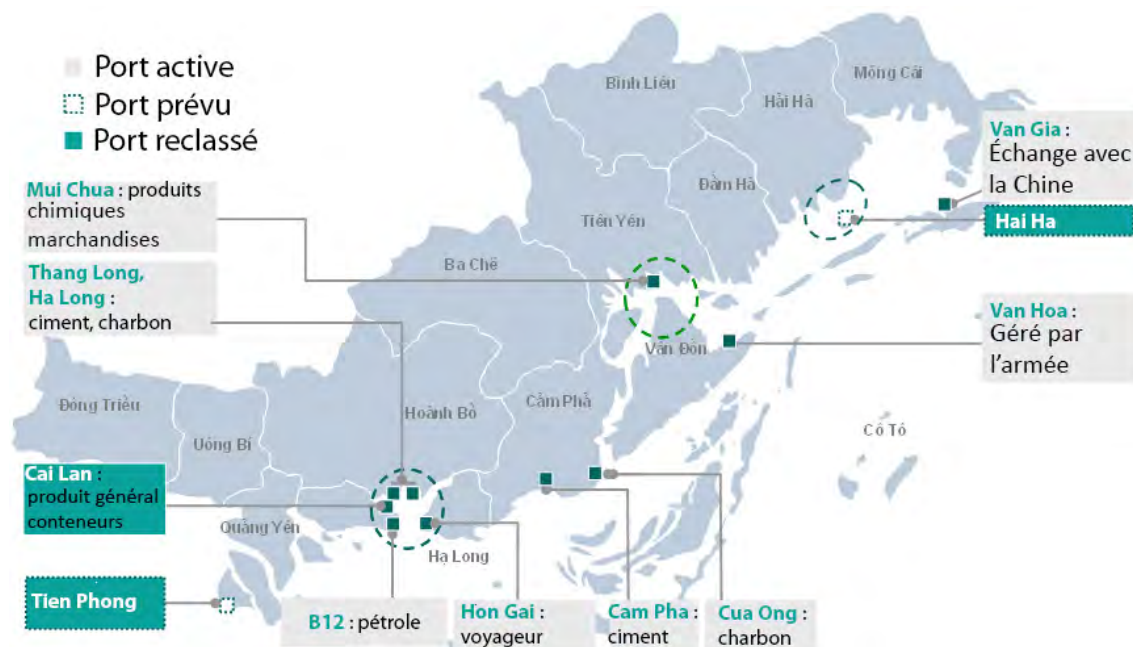 Port active
Port prévu
Port reclassé
Bình Liêu
Móng Cái
Hải Hà
Van Gia :
Échange avec
la Chine
Mui Chua : produits
chimiques
marchandises
Đầm Hà
Tiên Yên
Hai Ha
Ba Chẽ
Thang Long,
Ha Long :
ciment, charbon
Van Hoa :
Géré par
l’armée
Vân Đồn
Đông Triều
Hoành Bồ
Cẩm Phả
Uông Bí
Cô Tô
Cai Lan :
produit général
conteneurs
Quảng Yên
Hạ Long
Tien Phong
B12 : pétrole
Hon Gai :
voyageur
Cam Pha :
ciment
Cua Ong :
charbon